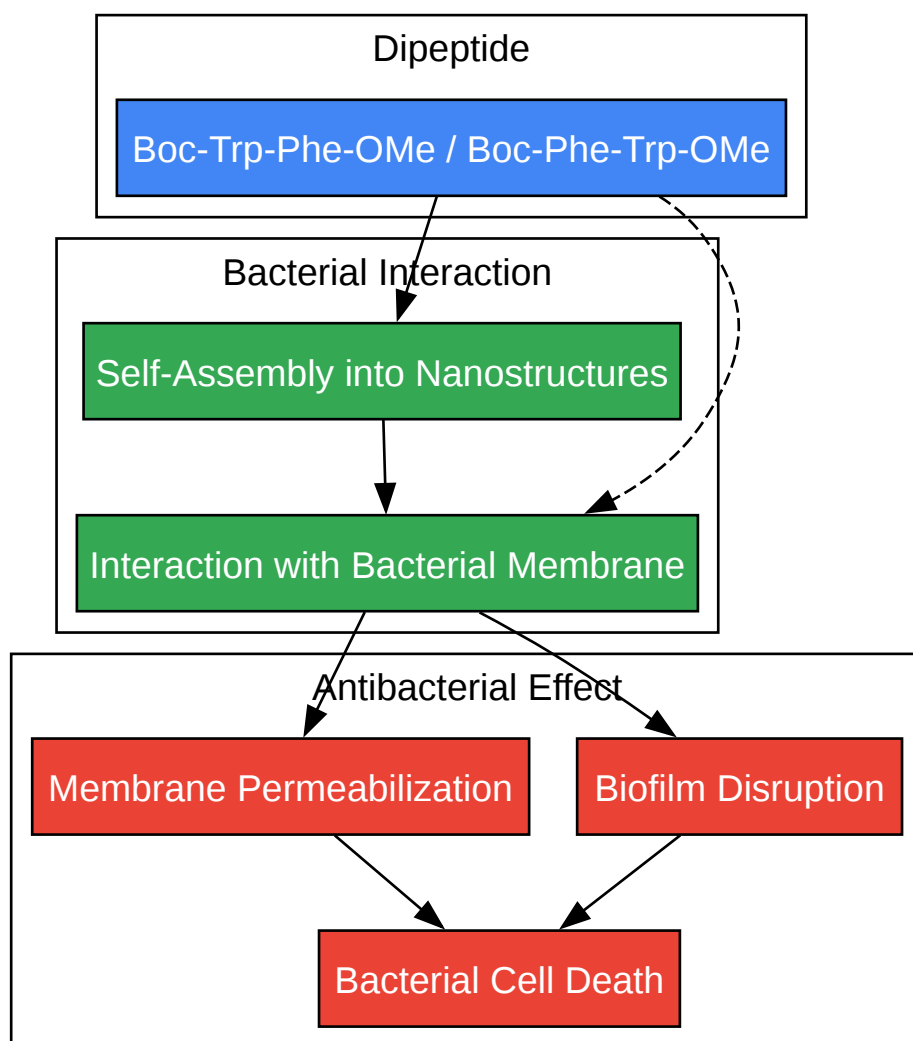 Dipeptide
Boc-Trp-Phe-OMe / Boc-Phe-Trp-OMe
Bacterial Interaction
Self-Assembly into Nanostructures
Interaction with Bacterial Membrane
Antibacterial Effect
Membrane Permeabilization
Biofilm Disruption
Bacterial Cell Death